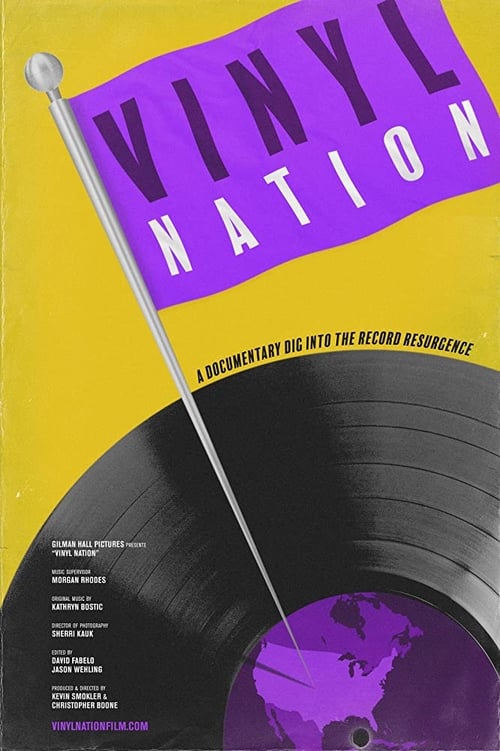 VINYL
NATION
A DOCUMENTARY DIG INTO THE RECORD RESURGENCE
GILMAN HALL PICTURES PRESENTS
"VINYL NATION"
MUSIC SUPERVISOR
MORGAN RHODES
ORIGINAL MUSIC BY
KATHRYN BOSTIC
DIRECTOR OF PHOTOGRAPHY
SHERRI KAUK
EDITED BY
DAVID FABELO
JASON WEHLING
PRODUCED & DIRECTED BY
KEVIN SMOKLER &
CHRISTOPHER BOONE
VINYLNATIONFILM.COM